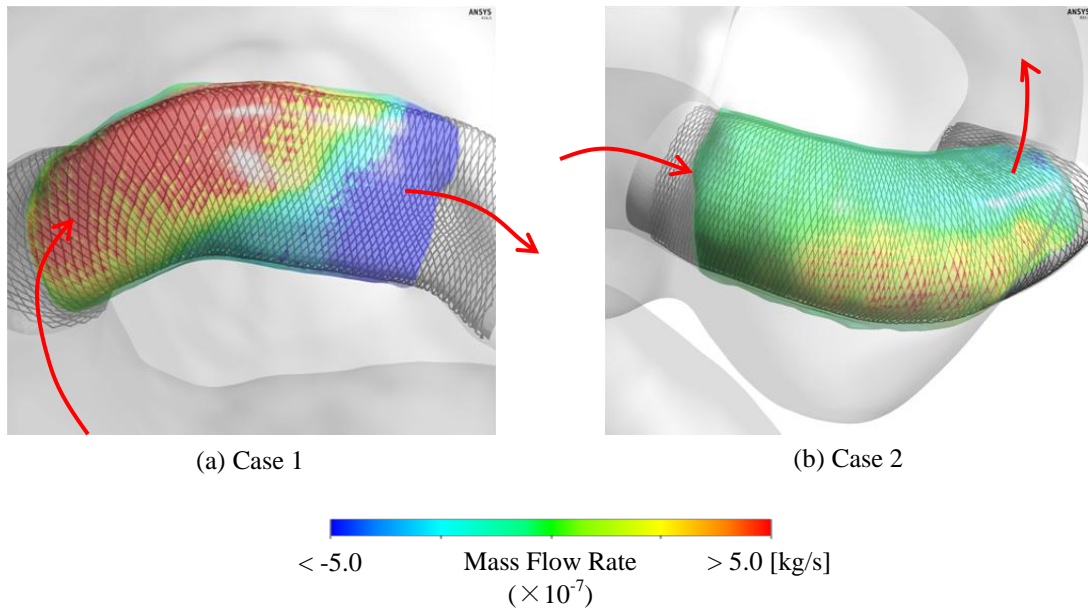 ANSYS
ANSYS
(a) Case 1
(b) Case 2
< -5.0 Mass Flow Rate > 5.0 [kg/s]
(×10⁻⁷)